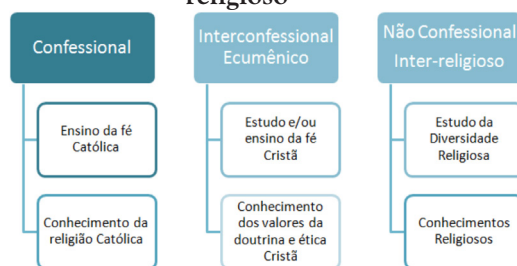 religioso
Confessional
Ensino da fé
Católica
Conhecimento da
religião Católica
Interconfessional
Ecumênico
Estudo e/ou
ensino da fé
Cristã
Conhecimento
dos valores da
doutrina e ética
Cristã
Não Confessional
Inter-religioso
Estudo da
Diversidade
Religiosa
Conhecimentos
Religiosos